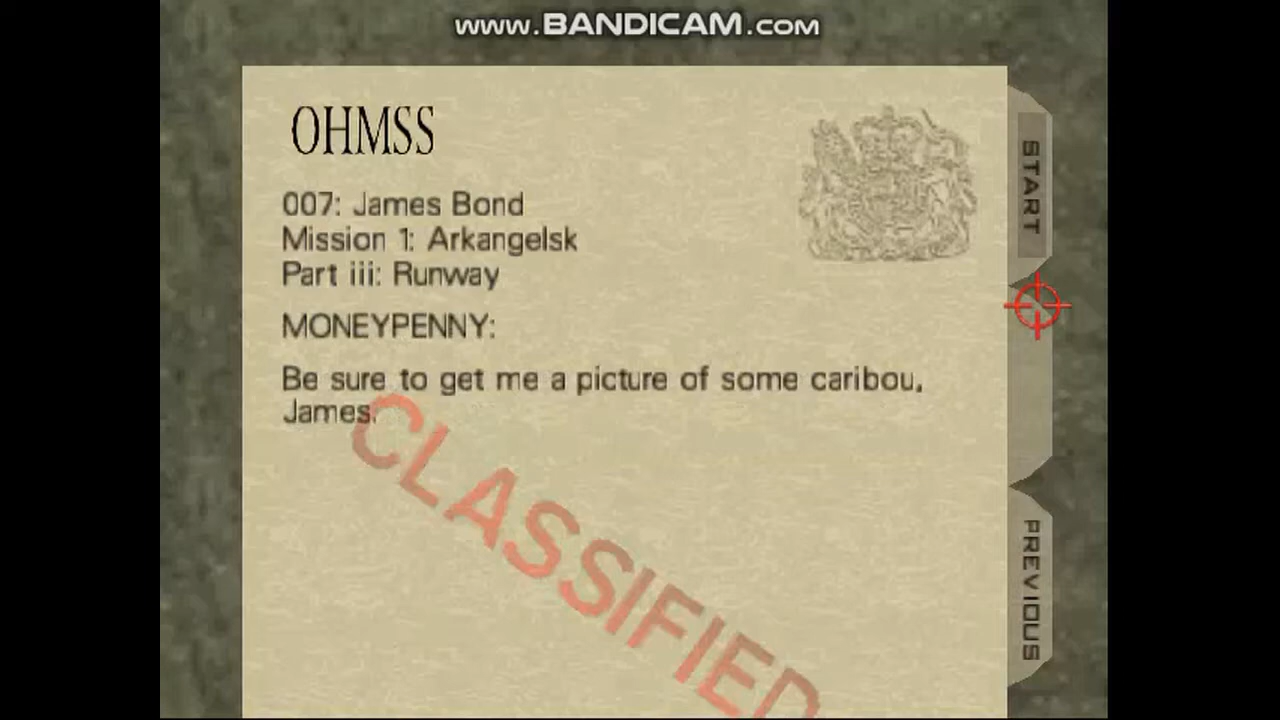 www.BANDICAM.com
OHMSS
007: James Bond
Mission 1: Arkangelsk
Part iii: Runway
MONEYPENNY:
Be sure to get me a picture of some caribou,
James.
CLASSIFIED
START
PREVIOUS